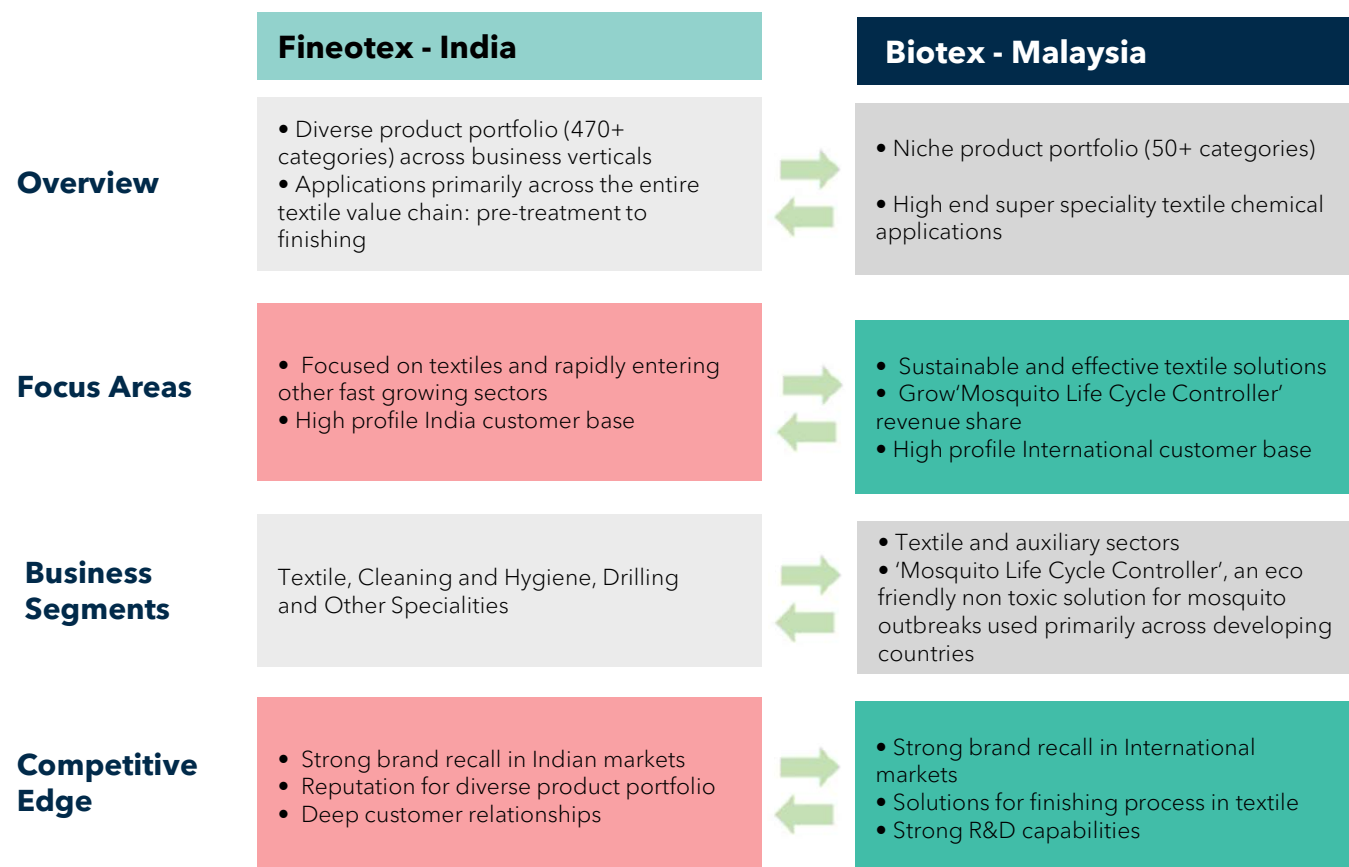 Fineotex - India
Biotex - Malaysia
Overview
• Diverse product portfolio (470+
categories) across business verticals
• Applications primarily across the entire
textile value chain: pre-treatment to
finishing
• Niche product portfolio (50+ categories)
• High end super speciality textile chemical
applications
Focus Areas
• Focused on textiles and rapidly entering
other fast growing sectors
• High profile India customer base
• Sustainable and effective textile solutions
• Grow‘Mosquito Life Cycle Controller’
revenue share
• High profile International customer base
Business
Segments
Textile, Cleaning and Hygiene, Drilling
and Other Specialities
• Textile and auxiliary sectors
• ‘Mosquito Life Cycle Controller’, an eco
friendly non toxic solution for mosquito
outbreaks used primarily across developing
countries
Competitive
Edge
• Strong brand recall in Indian markets
• Reputation for diverse product portfolio
• Deep customer relationships
• Strong brand recall in International
markets
• Solutions for finishing process in textile
• Strong R&D capabilities